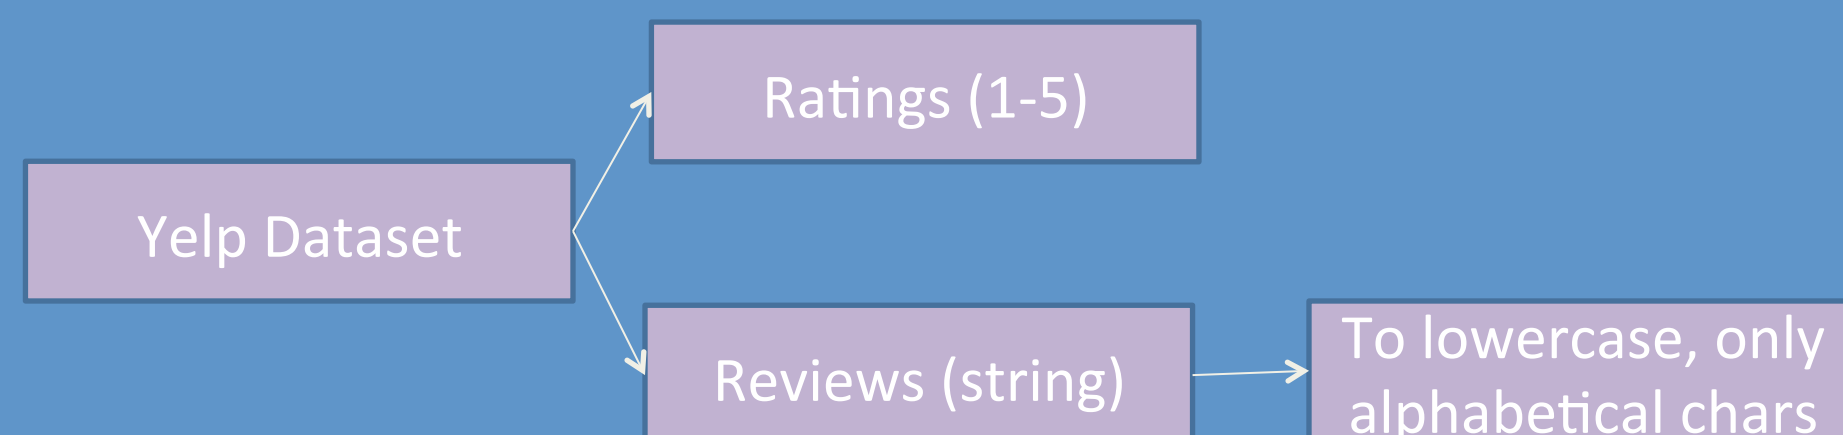 Ratings (1-5)
Yelp Dataset
Reviews (string)
To lowercase, only
alphabetical chars